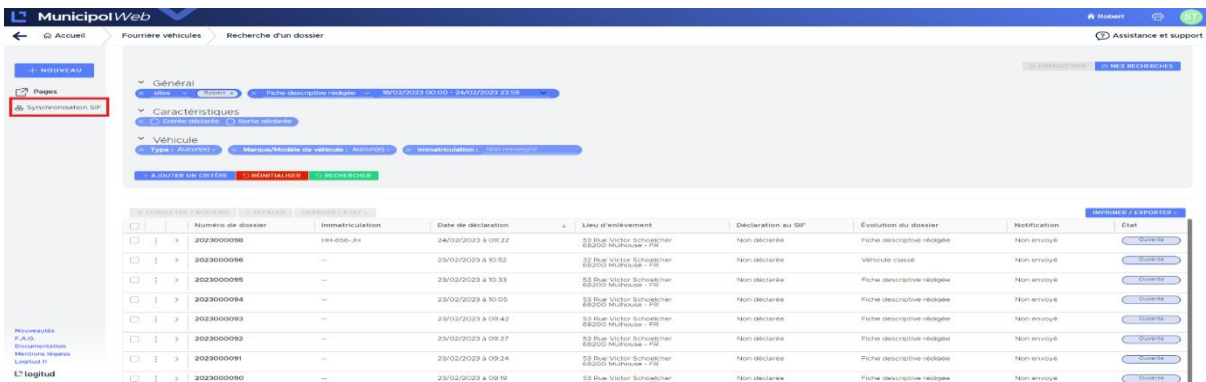 MunicipolWeb
Robert
ST
Accueil
Fourrière véhicules
Recherche d'un dossier
Assistance et support
+ NOUVEAU
Pages
Synchronisation SIF
ENREGISTRER
MES RECHERCHES
Général
sites
Robert x
Fiche descriptive rédigée
18/02/2023 00:00 - 24/02/2023 23:59
Caractéristiques
Entrée déclarée
Sortie déclarée
Véhicule
Type : Aucun(e)
Marque/Modèle de véhicule : Aucun(e)
Immatriculation : Non renseigné
+ AJOUTER UN CRITÈRE
RÉINITIALISER
RECHERCHER
CONSULTER / MODIFIER
EFFACER
CHANGER L'ÉTAT
IMPRIMER / EXPORTER
Numéro de dossier Immatriculation Date de déclaration Lieu d'enlèvement Déclaration au SIF Évolution du dossier Notification État
2023000098 HH-656-JH 24/02/2023 à 09:22 53 Rue Victor Schoelcher 68200 Mulhouse - FR Non déclarée Fiche descriptive rédigée Non envoyé Ouverte
2023000096 -- 23/02/2023 à 10:52 32 Rue Victor Schoelcher 68200 Mulhouse - FR Non déclarée Véhicule classé Non envoyé Ouverte
2023000095 -- 23/02/2023 à 10:33 53 Rue Victor Schoelcher 68200 Mulhouse - FR Non déclarée Fiche descriptive rédigée Non envoyé Ouverte
2023000094 -- 23/02/2023 à 10:05 53 Rue Victor Schoelcher 68200 Mulhouse - FR Non déclarée Fiche descriptive rédigée Non envoyé Ouverte
2023000093 -- 23/02/2023 à 09:42 53 Rue Victor Schoelcher 68200 Mulhouse - FR Non déclarée Fiche descriptive rédigée Non envoyé Ouverte
2023000092 -- 23/02/2023 à 09:27 53 Rue Victor Schoelcher 68200 Mulhouse - FR Non déclarée Fiche descriptive rédigée Non envoyé Ouverte
2023000091 -- 23/02/2023 à 09:24 53 Rue Victor Schoelcher 68200 Mulhouse - FR Non déclarée Fiche descriptive rédigée Non envoyé Ouverte
2023000090 -- 23/02/2023 à 09:19 53 Rue Victor Schoelcher Non déclarée Fiche descriptive rédigée Non envoyé Ouverte
Nouveautés
F.A.Q.
Documentation
Mentions légales
Logitud.fr
logitud